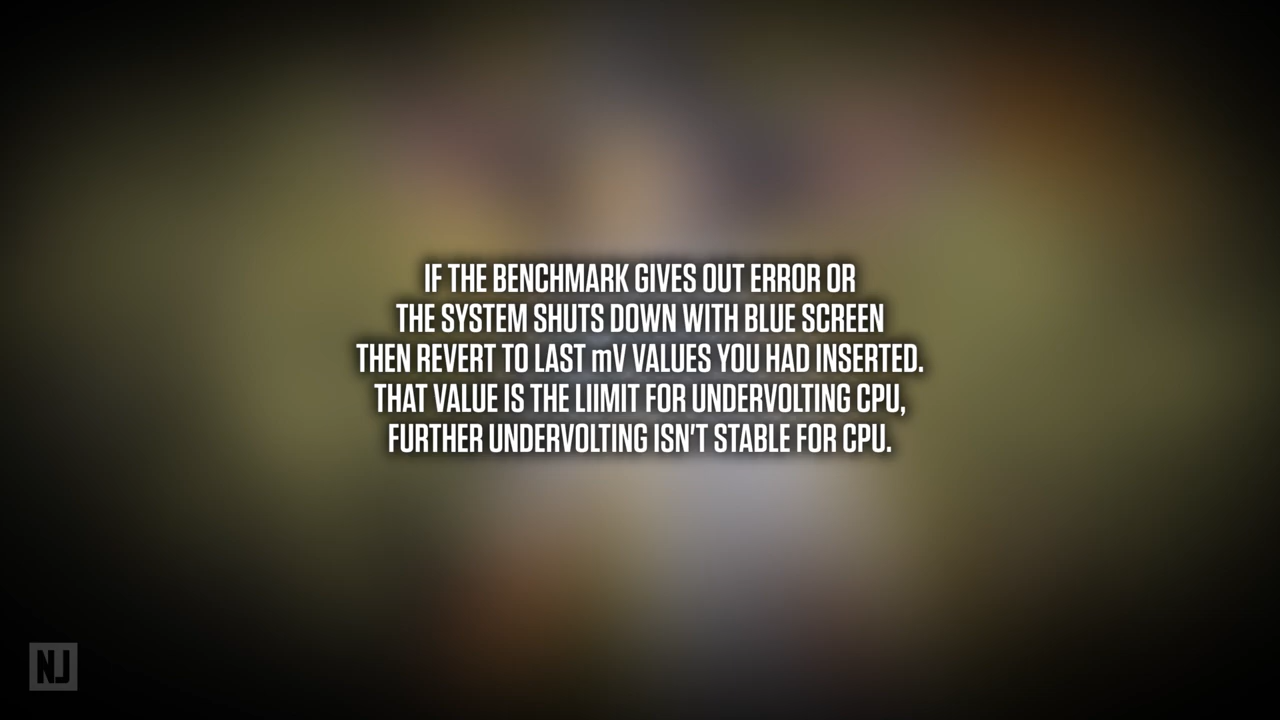 IF THE BENCHMARK GIVES OUT ERROR OR
THE SYSTEM SHUTS DOWN WITH BLUE SCREEN
THEN REVERT TO LAST mV VALUES YOU HAD INSERTED.
THAT VALUE IS THE LIIMIT FOR UNDERVOLTING CPU,
FURTHER UNDERVOLTING ISN'T STABLE FOR CPU.
NJ